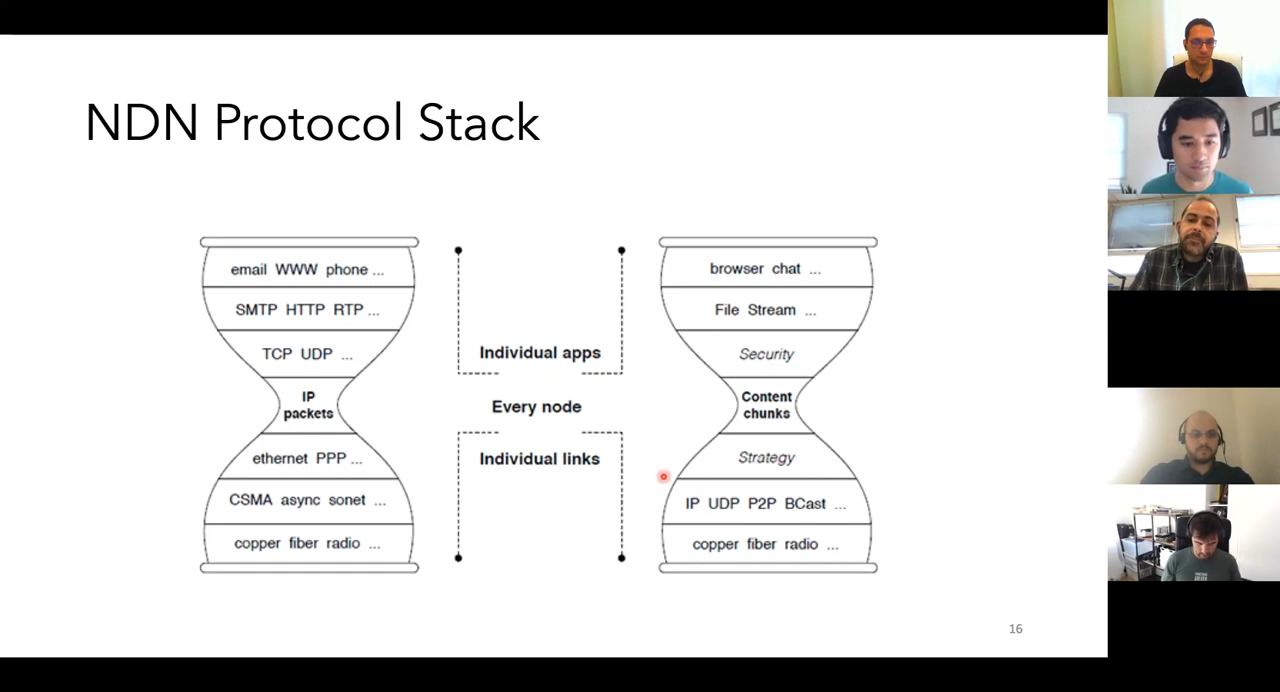 NDN Protocol Stack
email WWW phone ...
SMTP HTTP RTP ...
TCP UDP ...
IP
packets
ethernet PPP ...
CSMA async sonet ...
copper fiber radio ...
Individual apps
Every node
Individual links
browser chat ...
File Stream ...
Security
Content
chunks
Strategy
IP UDP P2P BCast ...
copper fiber radio ...
16